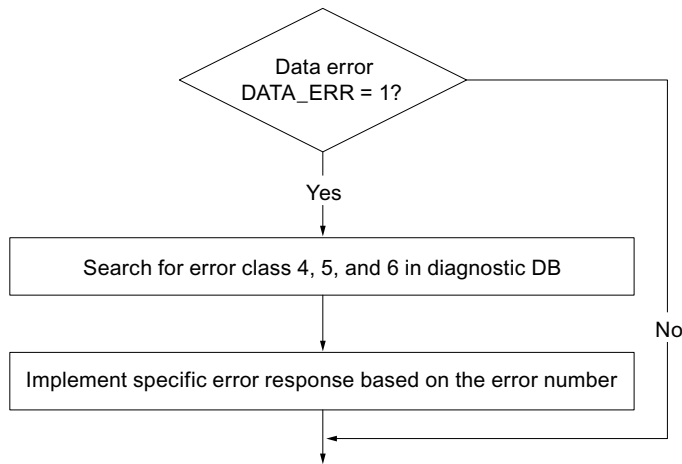 Data error
DATA_ERR = 1?
Yes
Search for error class 4, 5, and 6 in diagnostic DB
No
Implement specific error response based on the error number